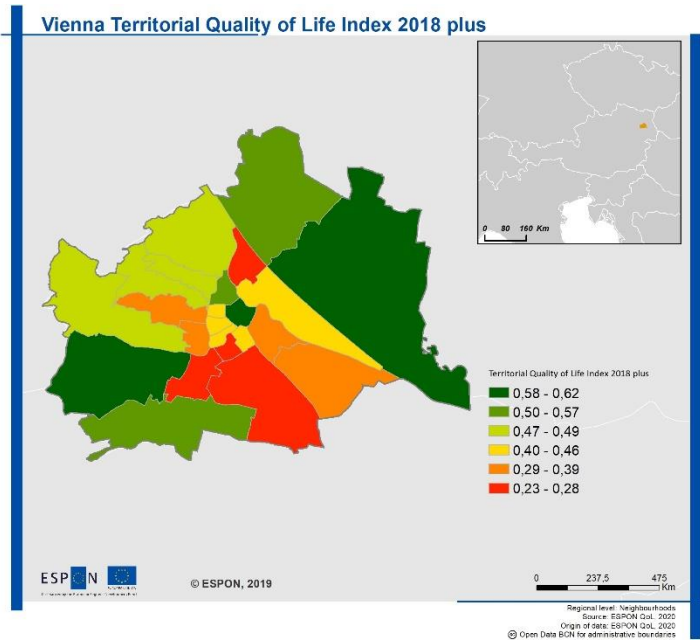 Vienna Territorial Quality of Life Index 2018 plus
0 80 160 Km
Territorial Quality of Life Index 2018 plus
0,58 - 0,62
0,50 - 0,57
0,47 - 0,49
0,40 - 0,46
0,29 - 0,39
0,23 - 0,28
ESPON
© ESPON, 2019
0 237,5 475
Km
Regional level: Neighbourhoods
Source: ESPON QoL, 2020
Origin of data: ESPON QoL, 2020
Open Data BEV for administrative boundaries